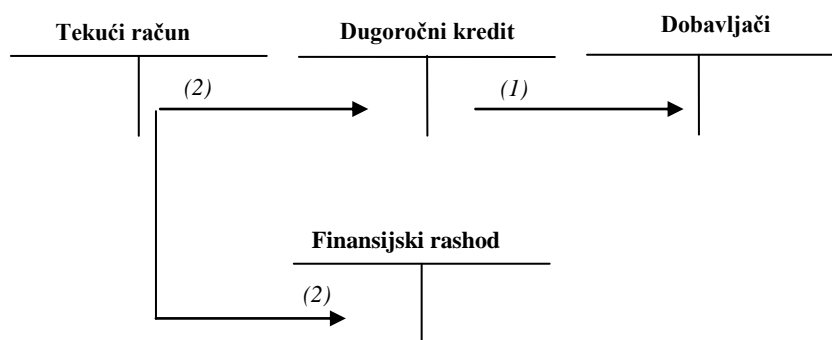 Tekući račun
Dugoročni kredit
Dobavljači
(2)
(1)
Finansijski rashod
(2)